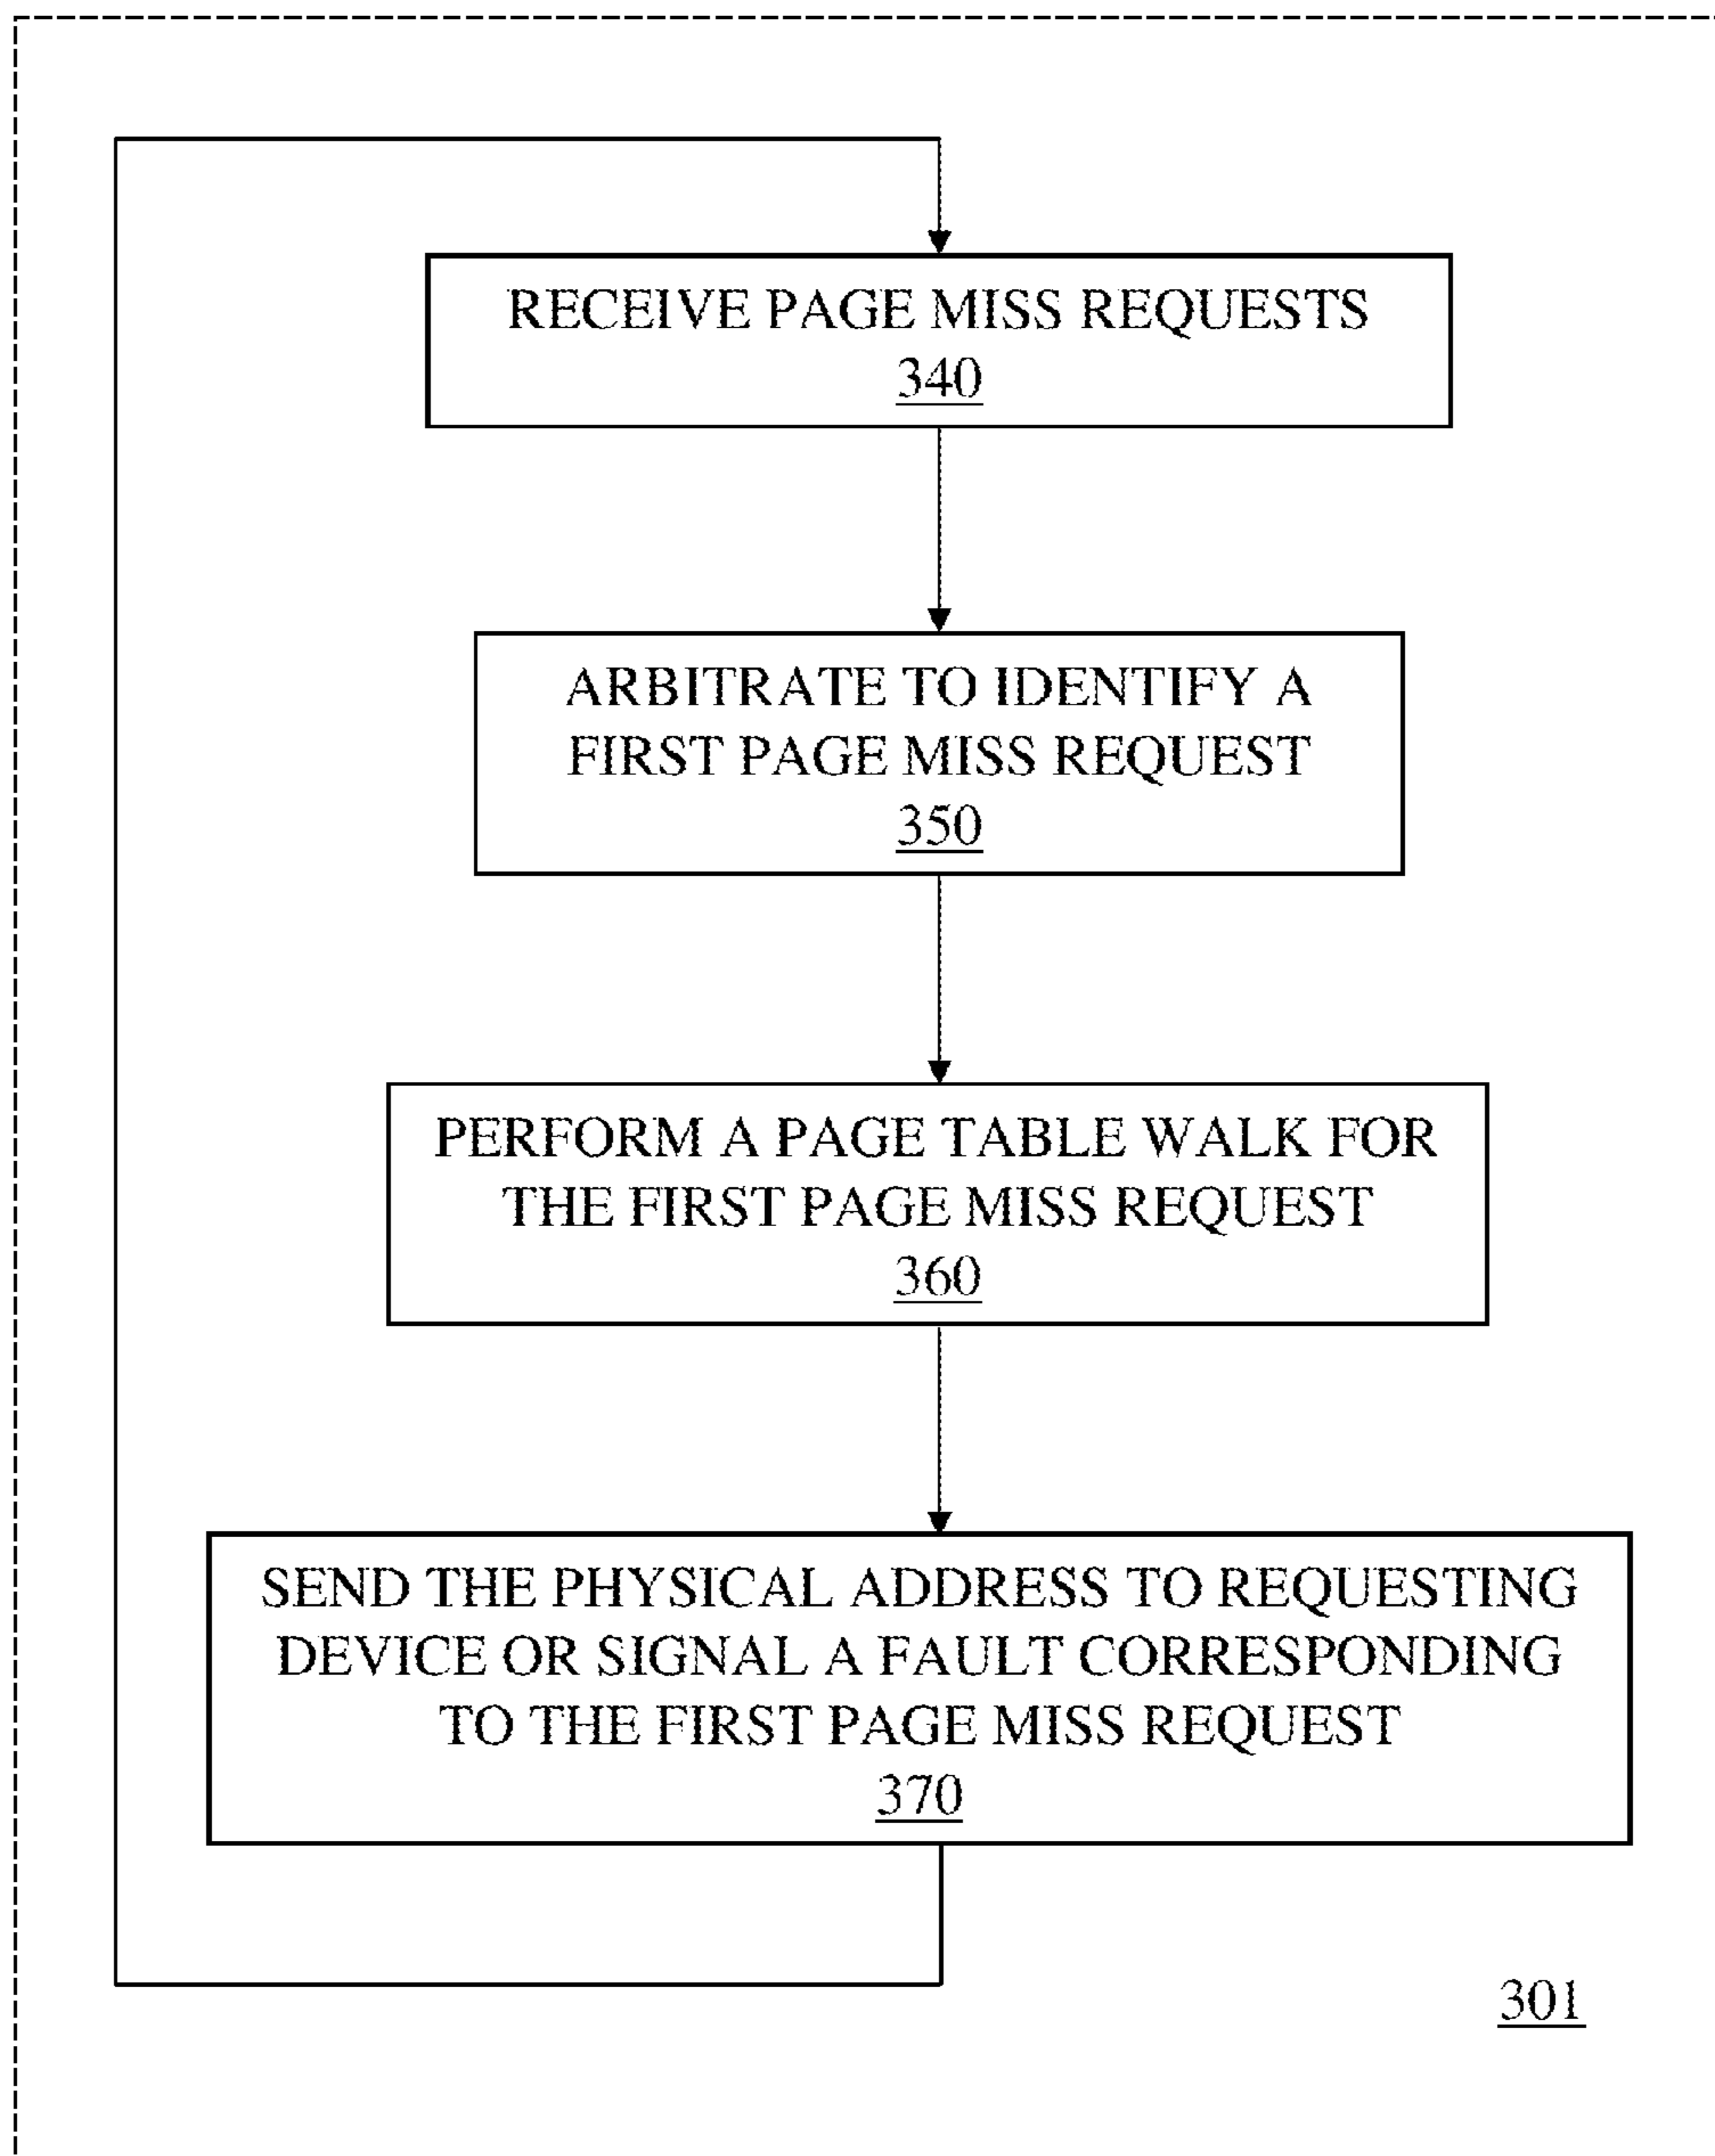 RECEIVE PAGE MISS REQUESTS
340
ARBITRATE TO IDENTIFY A
FIRST PAGE MISS REQUEST
350
PERFORM A PAGE TABLE WALK FOR
THE FIRST PAGE MISS REQUEST
360
SEND THE PHYSICAL ADDRESS TO REQUESTING
DEVICE OR SIGNAL A FAULT CORRESPONDING
TO THE FIRST PAGE MISS REQUEST
370
301